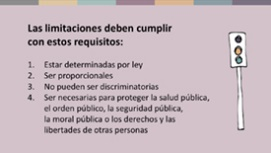 Las limitaciones deben cumplir
con estos requisitos:
1. Estar determinadas por ley
2. Ser proporcionales
3. No pueden ser discriminatorias
4. Ser necesarias para proteger la salud pública,
el orden público, la seguridad pública,
la moral pública o los derechos y las
libertades de otras personas